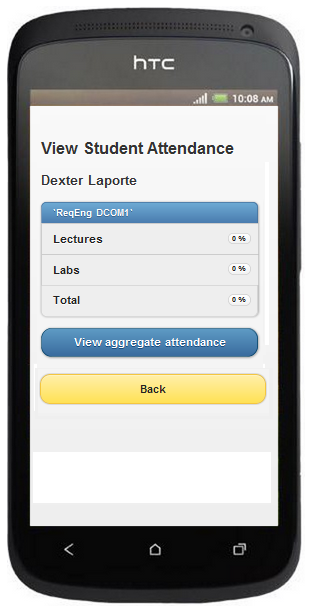 hTC
10:08 AM
View Student Attendance
Dexter Laporte
`ReqEng DCOM1`
Lectures 0 %
Labs 0 %
Total 0 %
View aggregate attendance
Back